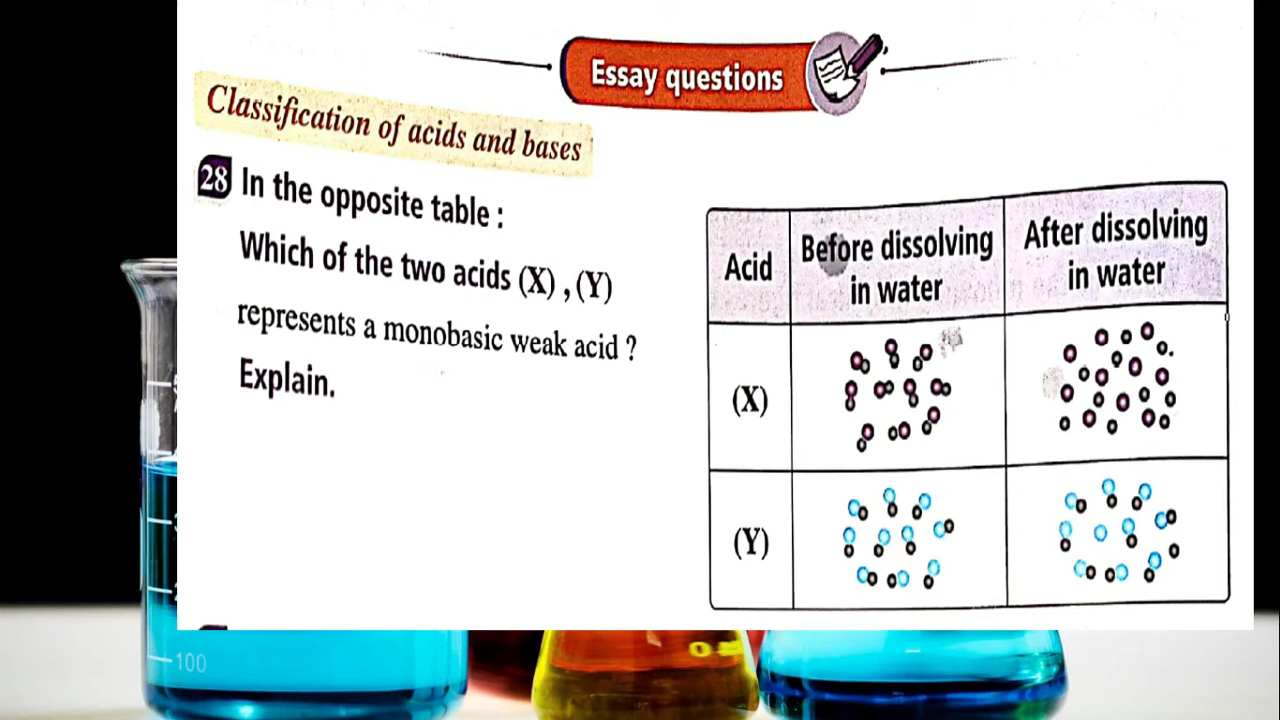 Essay questions
Classification of acids and bases
28 In the opposite table :
Which of the two acids (X) , (Y)
represents a monobasic weak acid ?
Explain.
Acid
Before dissolving
in water
After dissolving
in water
(X)
(Y)
100